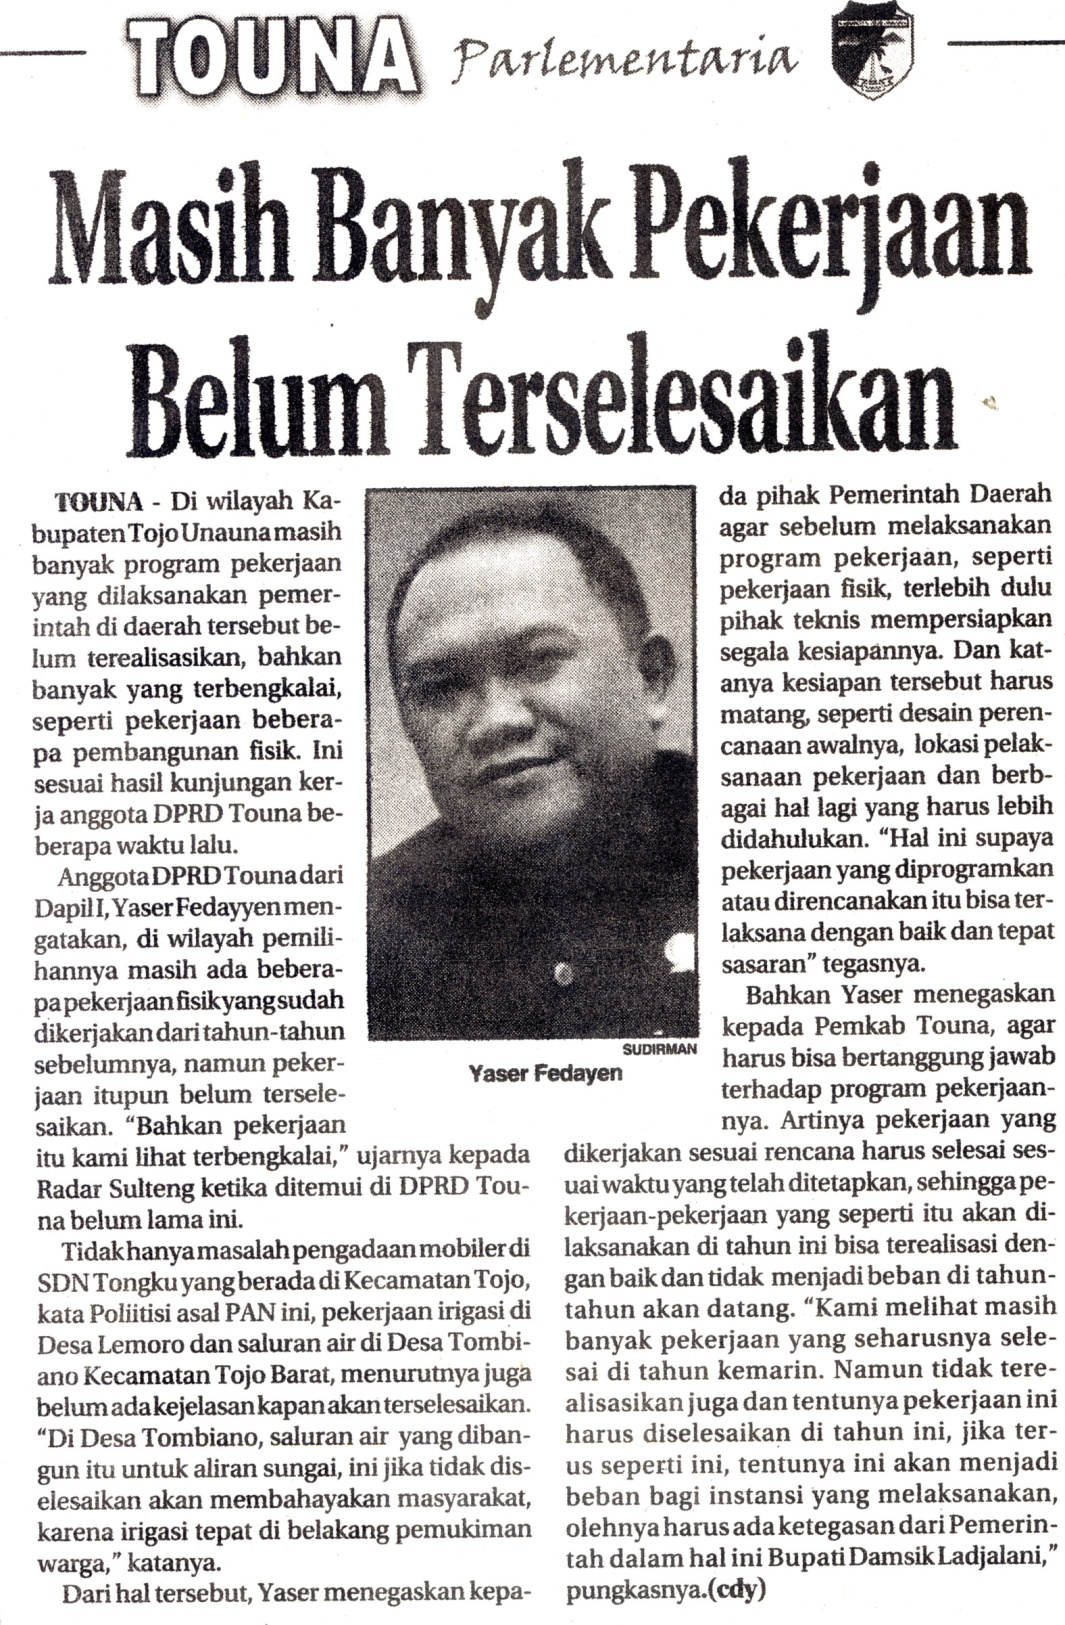 TOUNA Parlementaria
Masih Banyak Pekerjaan
Belum Terselesaikan
TOUNA - Di wilayah Ka-
bupaten Tojo Unauna masih
banyak program pekerjaan
yang dilaksanakan pemer-
intah di daerah tersebut be-
lum terealisasikan, bahkan
banyak yang terbengkalai,
seperti pekerjaan bebera-
pa pembangunan fisik. Ini
sesuai hasil kunjungan ker-
ja anggota DPRD Touna be-
berapa waktu lalu.
Anggota DPRD Touna dari
Dapil I, Yaser Fedayyen men-
gatakan, di wilayah pemili-
hannya masih ada bebera-
pa pekerjaan fisik yang sudah
dikerjakan dari tahun-tahun
sebelumnya, namun peker-
jaan itupun belum tersele-
saikan. “Bahkan pekerjaan
itu kami lihat terbengkalai,” ujarnya kepada
Radar Sulteng ketika ditemui di DPRD Tou-
na belum lama ini.
Tidak hanya masalah pengadaan mobiler di
SDN Tongku yang berada di Kecamatan Tojo,
kata Poliitisi asal PAN ini, pekerjaan irigasi di
Desa Lemoro dan saluran air di Desa Tombi-
ano Kecamatan Tojo Barat, menurutnya juga
belum ada kejelasan kapan akan terselesaikan.
“Di Desa Tombiano, saluran air yang diban-
gun itu untuk aliran sungai, ini jika tidak dis-
elesaikan akan membahayakan masyarakat,
karena irigasi tepat di belakang pemukiman
warga,” katanya.
Dari hal tersebut, Yaser menegaskan kepa-
SUDIRMAN
Yaser Fedayen
da pihak Pemerintah Daerah
agar sebelum melaksanakan
program pekerjaan, seperti
pekerjaan fisik, terlebih dulu
pihak teknis mempersiapkan
segala kesiapannya. Dan kat-
anya kesiapan tersebut harus
matang, seperti desain peren-
canaan awalnya, lokasi pelak-
sanaan pekerjaan dan berb-
agai hal lagi yang harus lebih
didahulukan. “Hal ini supaya
pekerjaan yang diprogramkan
atau direncanakan itu bisa ter-
laksana dengan baik dan tepat
sasaran” tegasnya.
Bahkan Yaser menegaskan
kepada Pemkab Touna, agar
harus bisa bertanggung jawab
terhadap program pekerjaan-
nya. Artinya pekerjaan yang
dikerjakan sesuai rencana harus selesai ses-
uai waktu yang telah ditetapkan, sehingga pe-
kerjaan-pekerjaan yang seperti itu akan di-
laksanakan di tahun ini bisa terealisasi den-
gan baik dan tidak menjadi beban di tahun-
tahun akan datang. “Kami melihat masih
banyak pekerjaan yang seharusnya sele-
sai di tahun kemarin. Namun tidak tere-
alisasikan juga dan tentunya pekerjaan ini
harus diselesaikan di tahun ini, jika ter-
us seperti ini, tentunya ini akan menjadi
beban bagi instansi yang melaksanakan,
olehnya harus ada ketegasan dari Pemerin-
tah dalam hal ini Bupati Damsik Ladjalani,”
pungkasnya.(cdy)